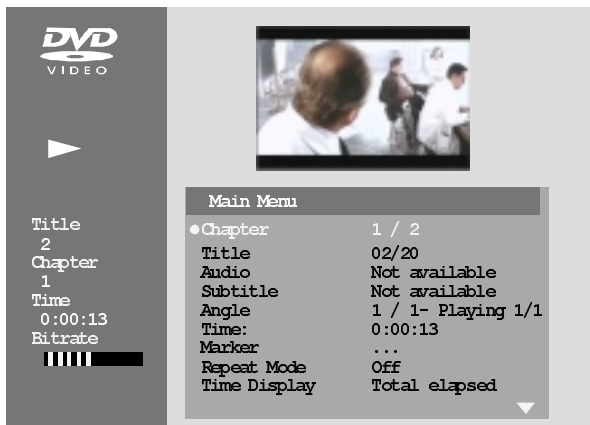 DVD
VIDEO
Title
2
Chapter
1
Time
0:00:13
Bitrate
Main Menu
Chapter 1 / 2
Title 02/20
Audio Not available
Subtitle Not available
Angle 1 / 1- Playing 1/1
Time: 0:00:13
Marker ...
Repeat Mode Off
Time Display Total elapsed